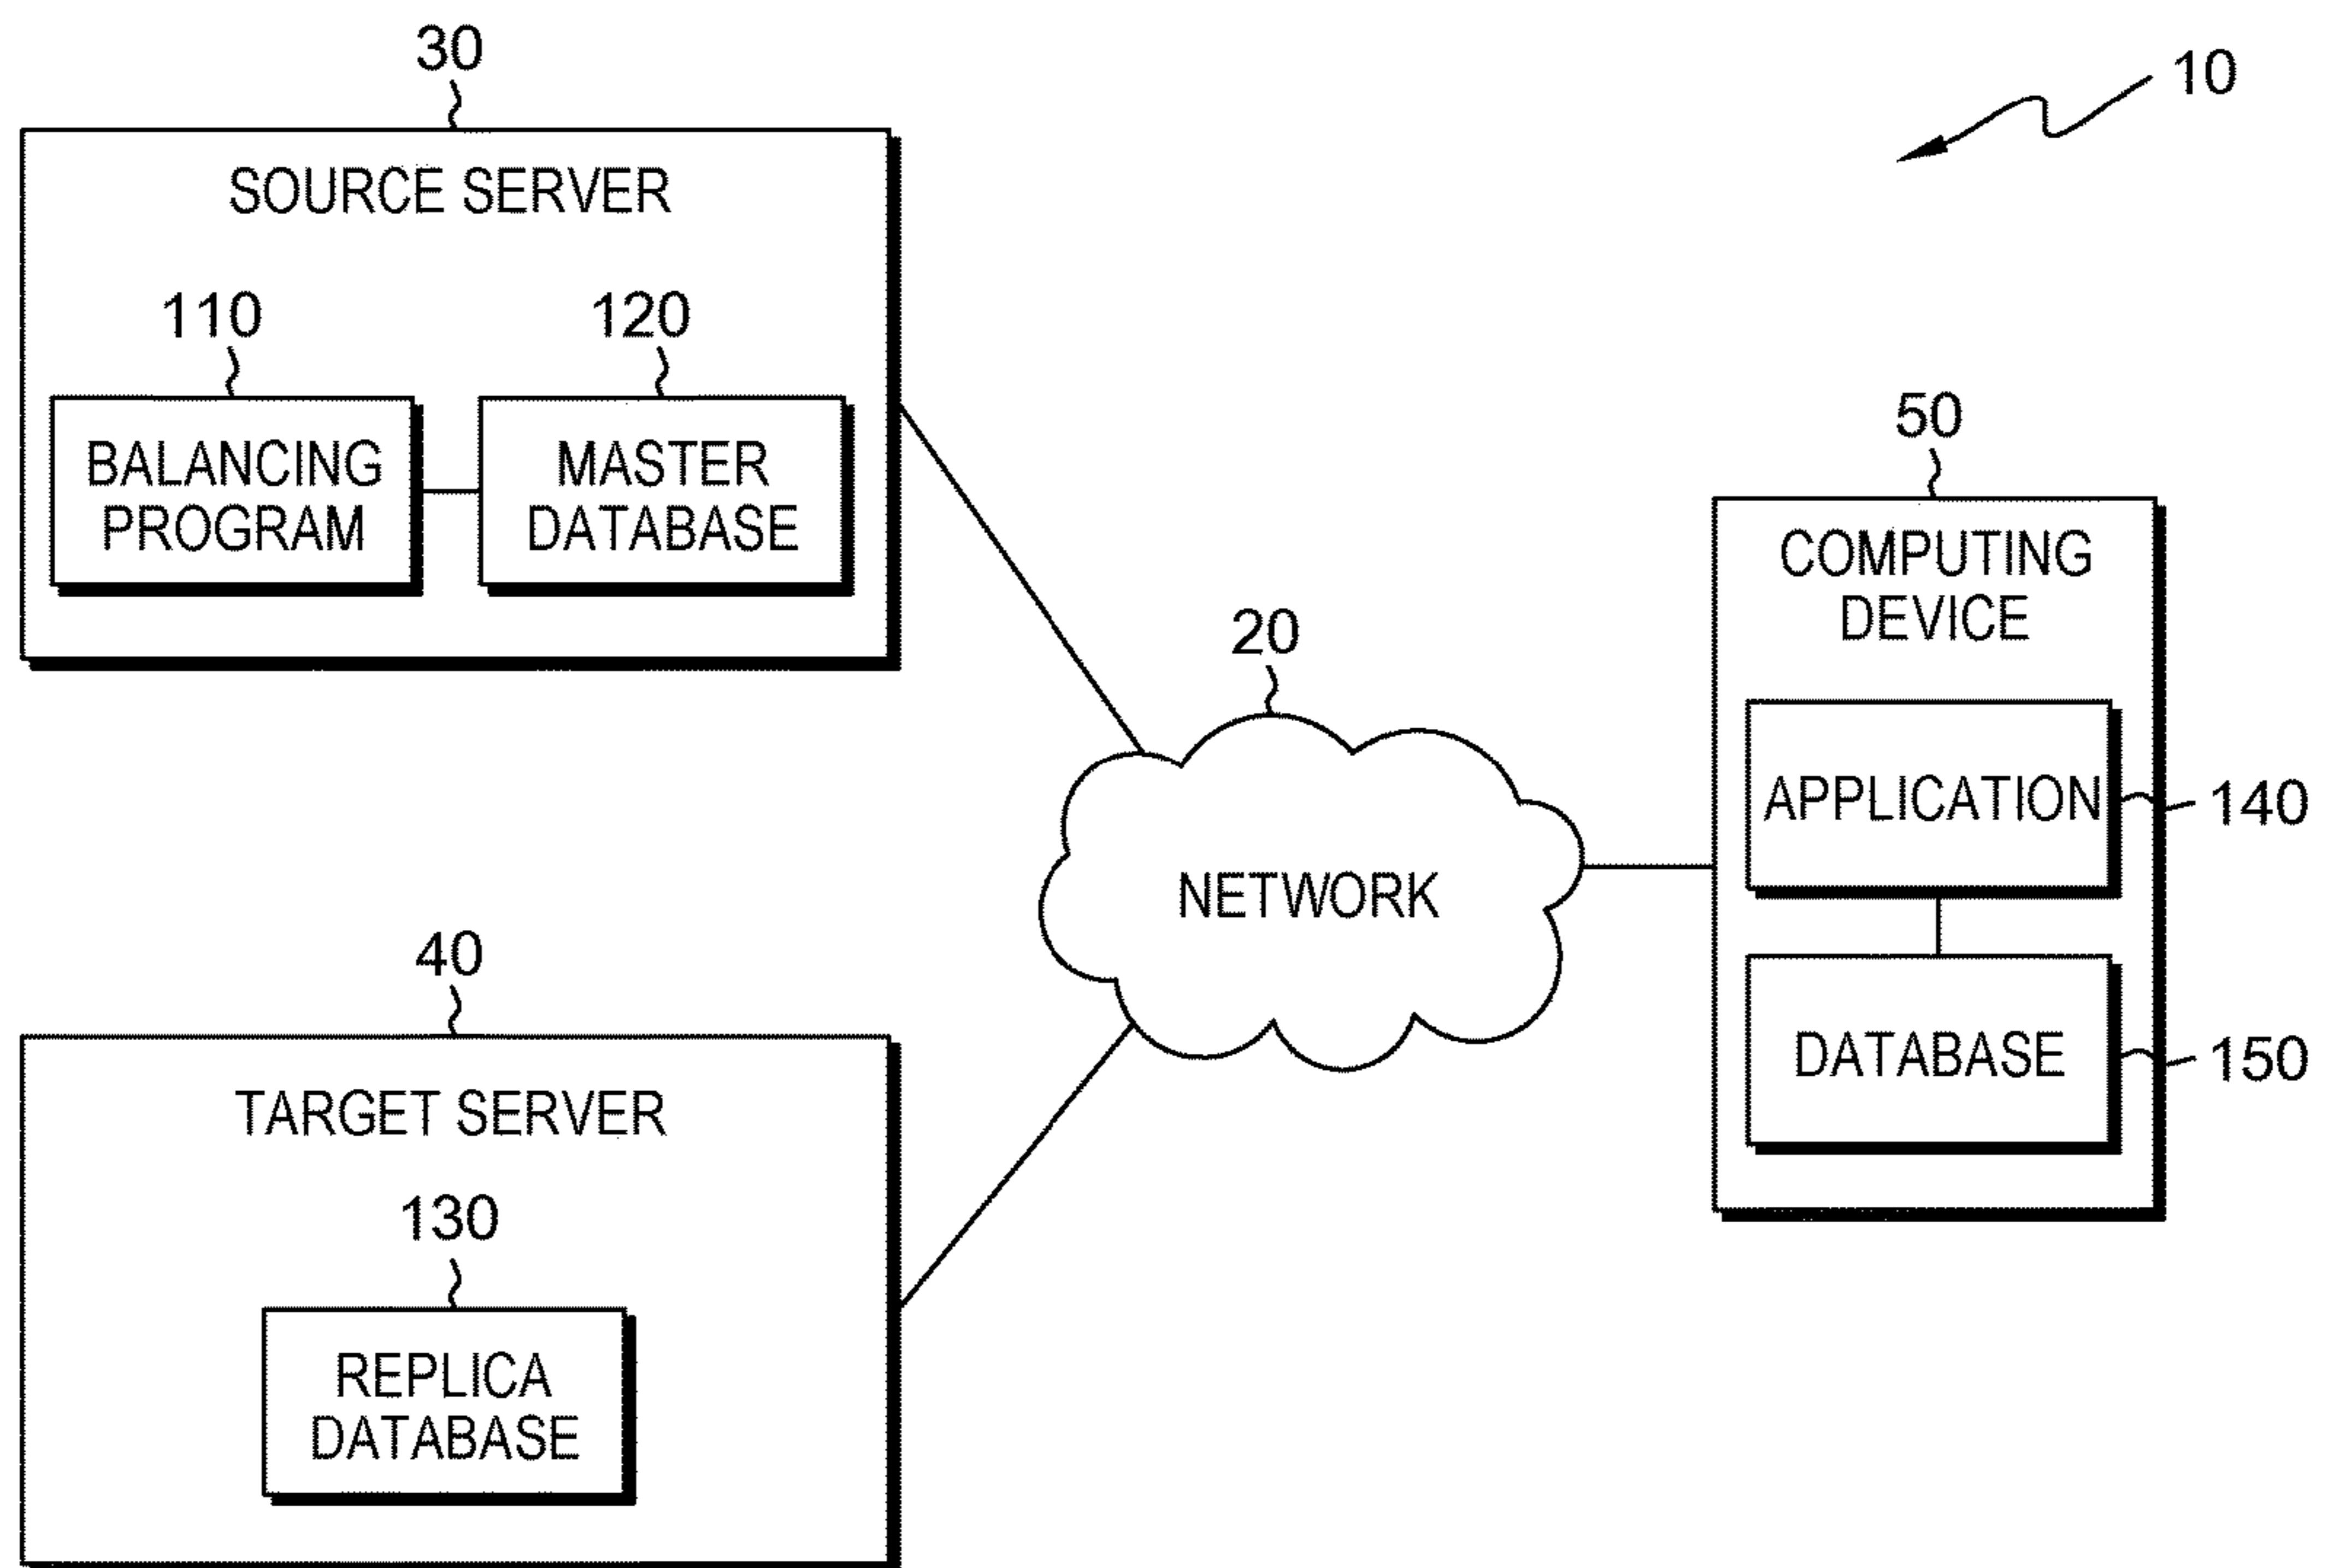 30
10
SOURCE SERVER
110
120
BALANCING
PROGRAM
MASTER
DATABASE
50
COMPUTING
DEVICE
20
NETWORK
APPLICATION
140
DATABASE
150
40
TARGET SERVER
130
REPLICA
DATABASE